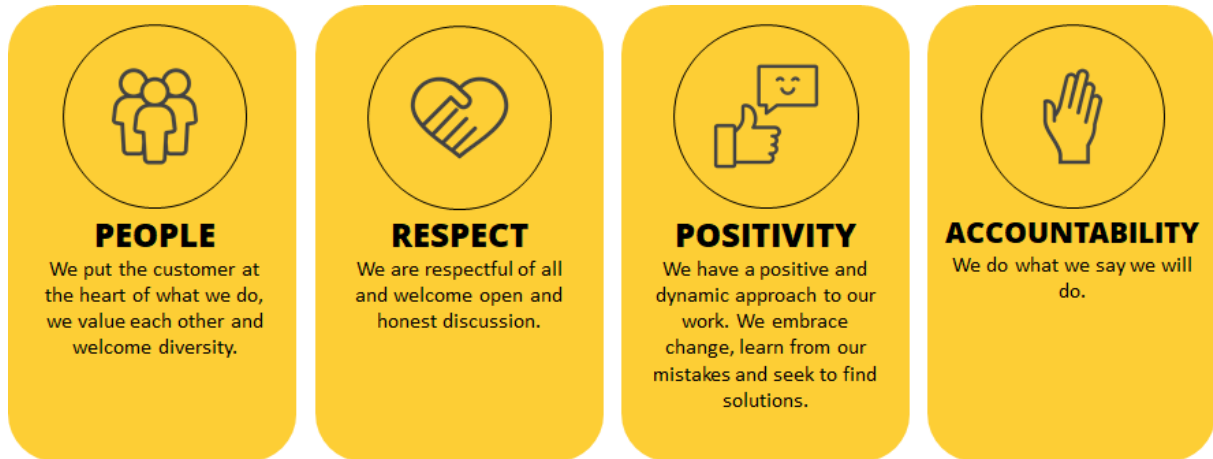 PEOPLE
We put the customer at
the heart of what we do,
we value each other and
welcome diversity.
RESPECT
We are respectful of all
and welcome open and
honest discussion.
POSITIVITY
We have a positive and
dynamic approach to our
work. We embrace
change, learn from our
mistakes and seek to find
solutions.
ACCOUNTABILITY
We do what we say we will
do.